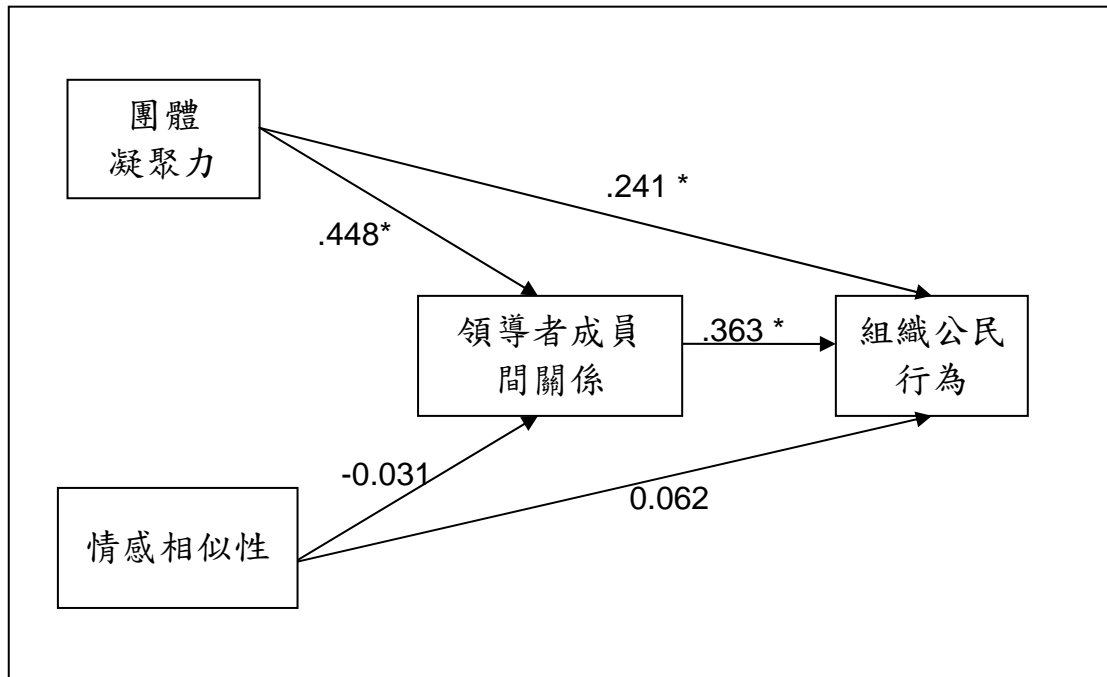 團體
凝聚力
.241 *
.448*
領導者成員
間關係
.363 *
組織公民
行為
-0.031
0.062
情感相似性